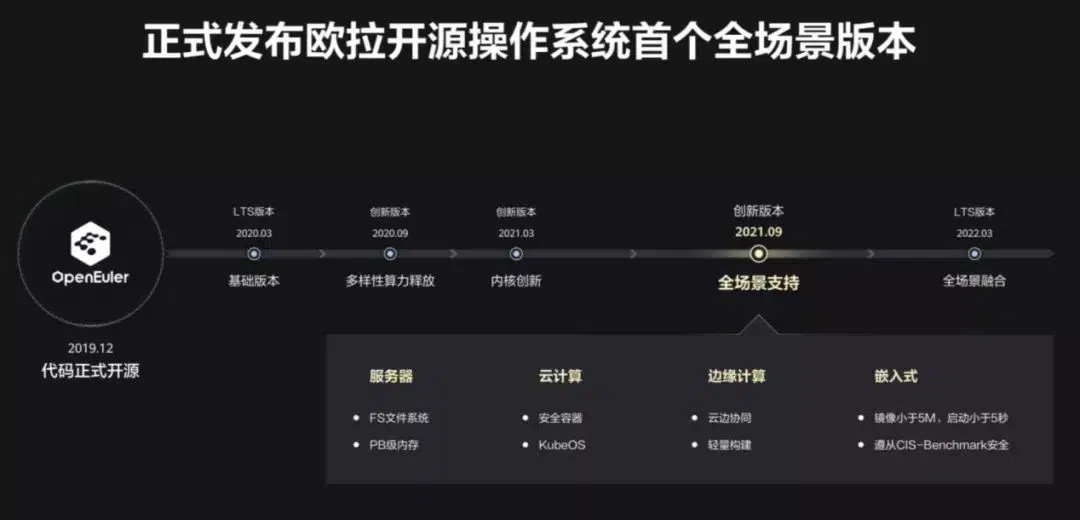 正式发布欧拉开源操作系统首个全场景版本
OpenEuler
2019.12
代码正式开源
LTS版本
2020.03
基础版本
创新版本
2020.09
多样性算力释放
创新版本
2021.03
内核创新
创新版本
2021.09
全场景支持
LTS版本
2022.03
全场景融合
服务器
• FS文件系统
• PB级内存
云计算
• 安全容器
• KubeOS
边缘计算
• 云边协同
• 轻量构建
嵌入式
• 镜像小于5M，启动小于5秒
• 遵从CIS-Benchmark安全